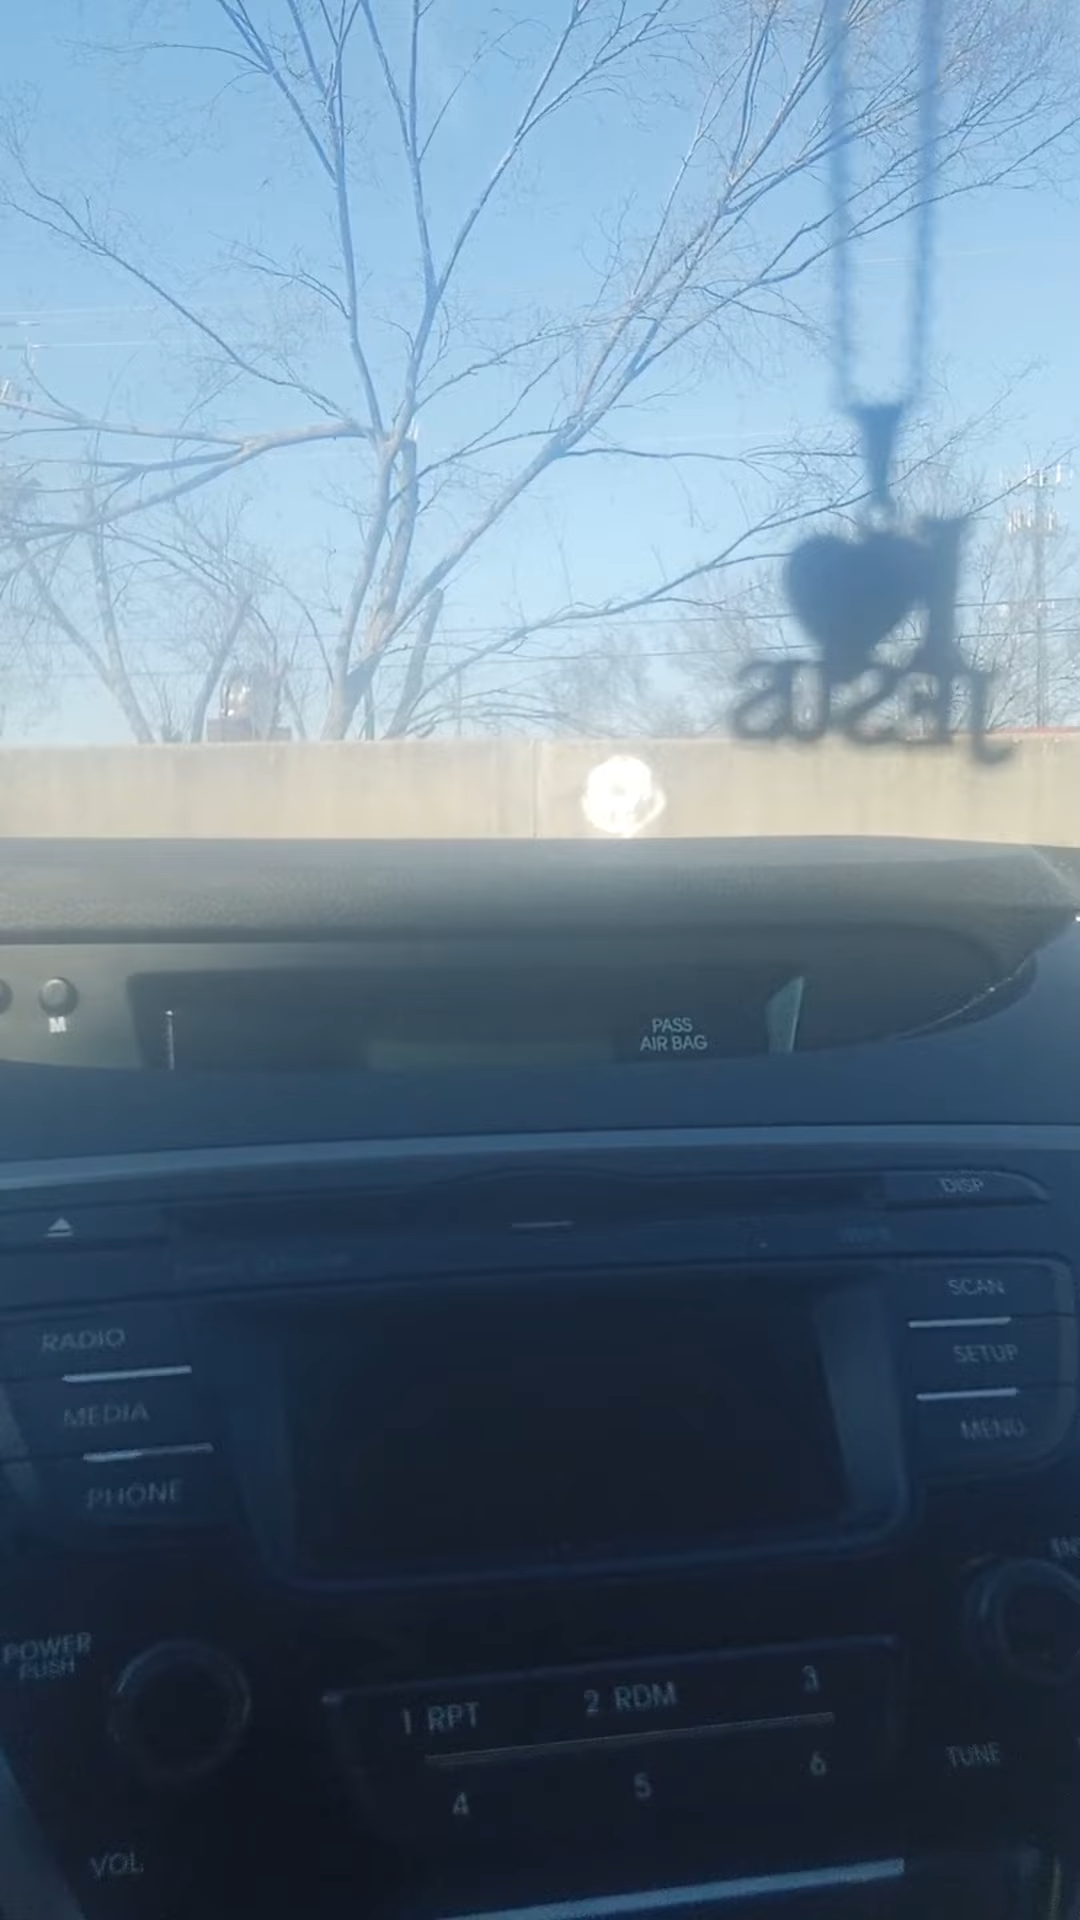 M
PASS
AIR BAG
DISP
RADIO
MEDIA
PHONE
SCAN
SETUP
MENU
POWER
PUSH
1 RPT
2 RDM
3
4
5
6
VOL
TUNE